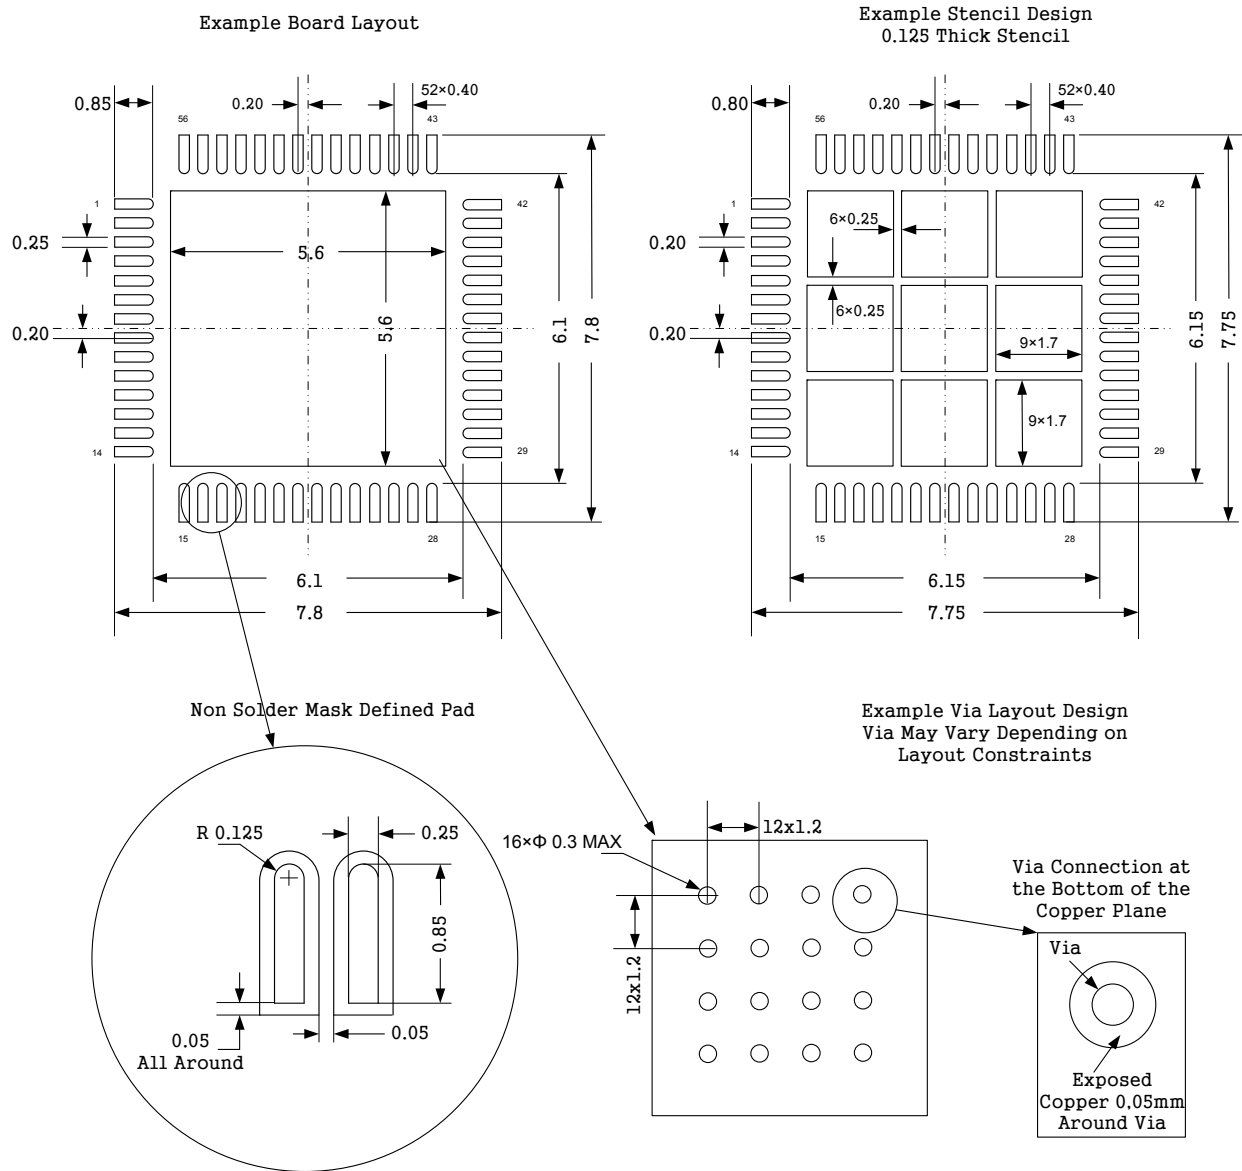 Example Board Layout
0.85
0.20
52×0.40
56
43
1
42
0.25
0.20
5.6
5.6
6.1
7.8
14
29
15
28
6.1
7.8
Example Stencil Design
0.125 Thick Stencil
0.80
0.20
52×0.40
56
43
1
42
6×0.25
0.20
6×0.25
0.20
9×1.7
9×1.7
6.15
7.75
14
29
15
28
6.15
7.75
Non Solder Mask Defined Pad
R 0.125
0.25
0.85
0.05
All Around
0.05
Example Via Layout Design
Via May Vary Depending on
Layout Constraints
12x1.2
16×Φ 0.3 MAX
12x1.2
Via Connection at
the Bottom of the
Copper Plane
Via
Exposed
Copper 0,05mm
Around Via